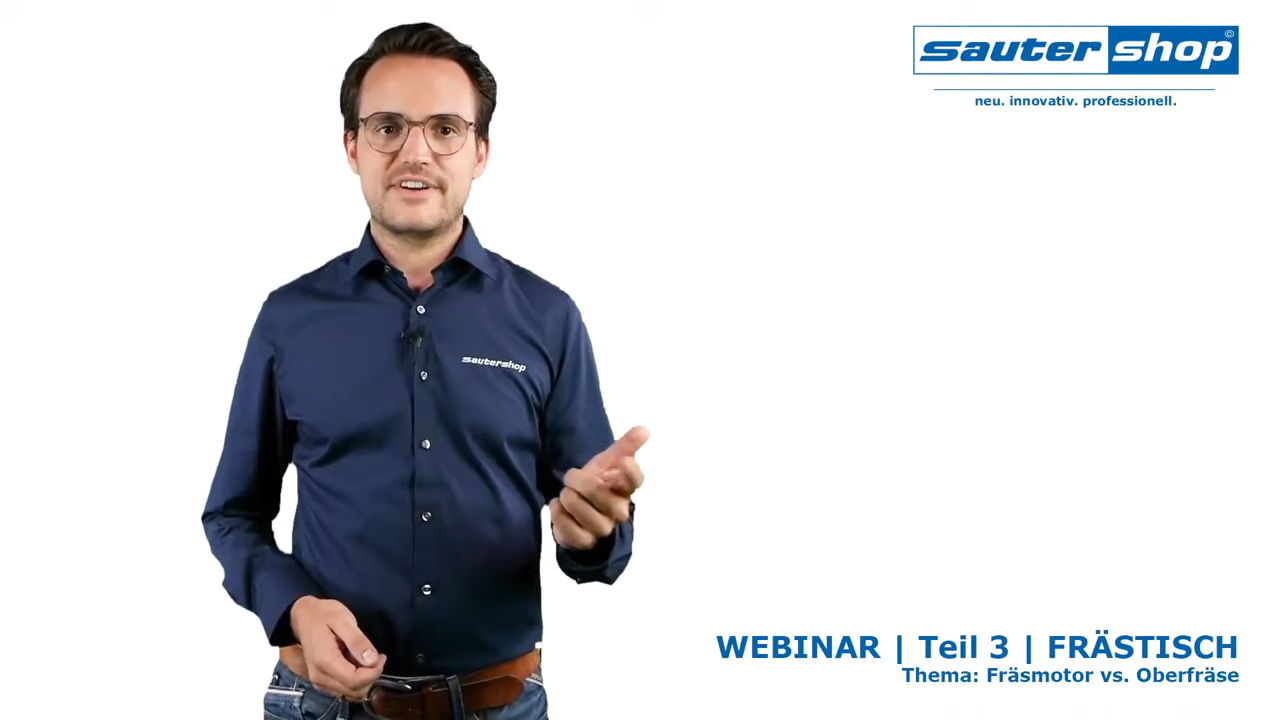 sauter shop©
neu. innovativ. professionell.
sautershop
WEBINAR | Teil 3 | FRÄSTISCH
Thema: Fräsmotor vs. Oberfräse